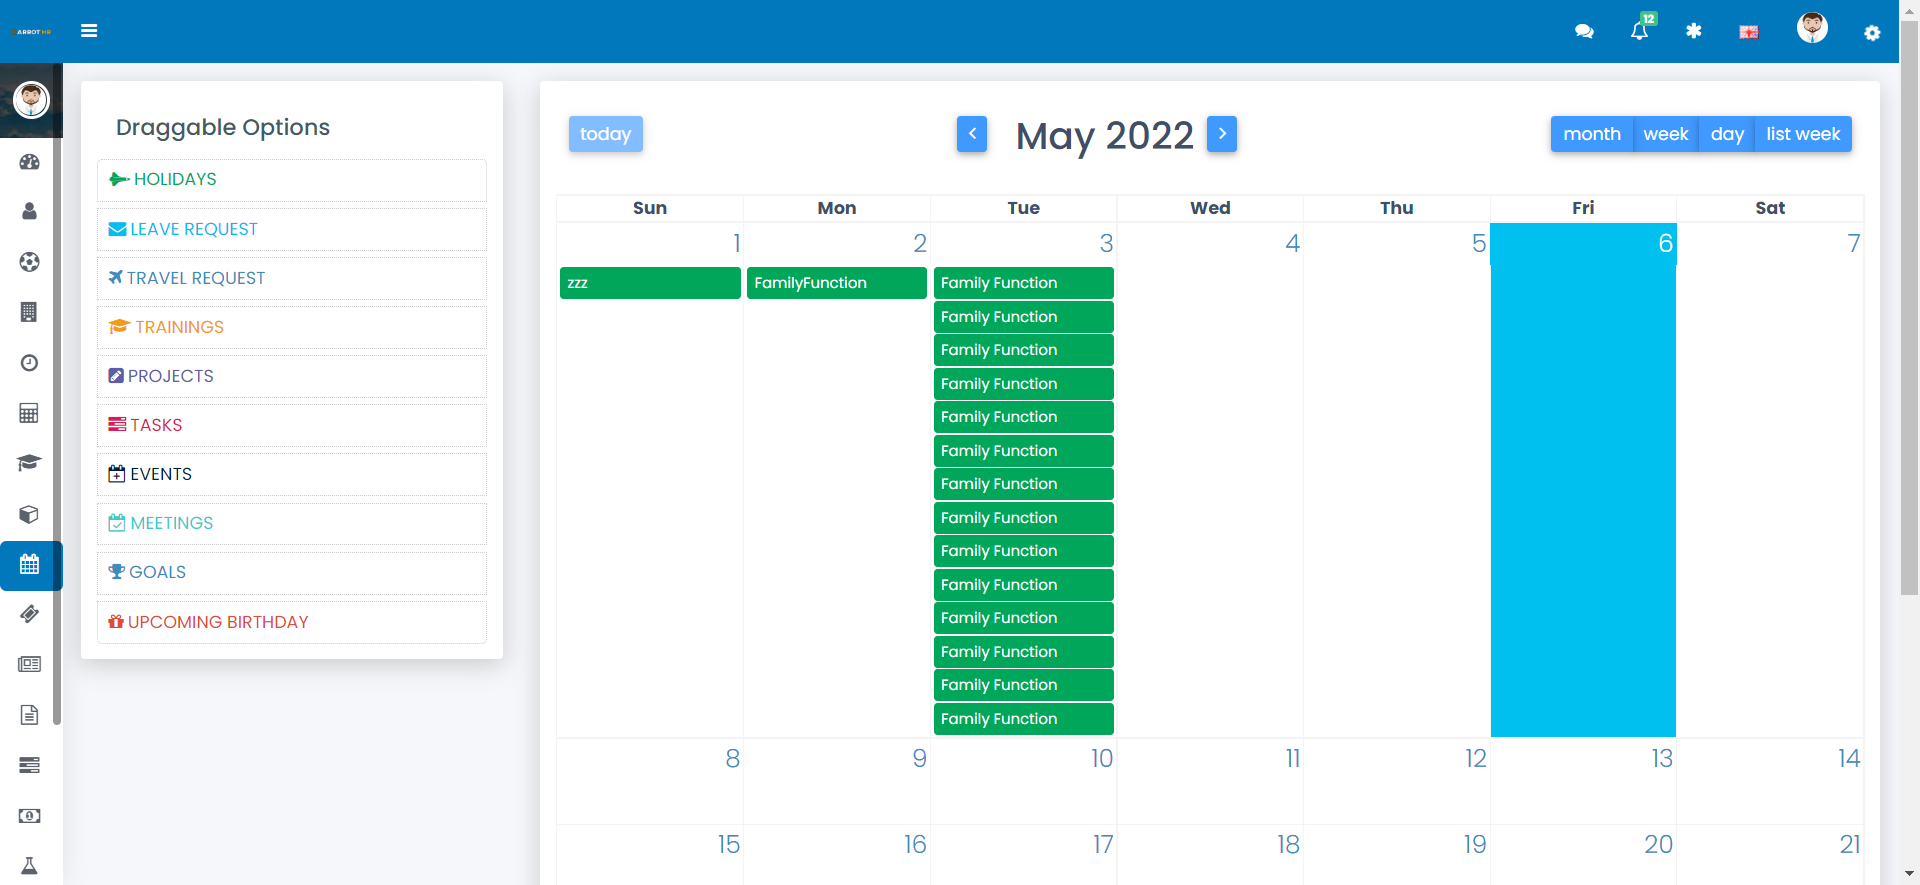 ARBOT HR
12
Draggable Options
HOLIDAYS
LEAVE REQUEST
TRAVEL REQUEST
TRAININGS
PROJECTS
TASKS
EVENTS
MEETINGS
GOALS
UPCOMING BIRTHDAY
today
May 2022
month week day list week
Sun Mon Tue Wed Thu Fri Sat
1 2 3 4 5 6 7
zzz FamilyFunction Family Function
Family Function
Family Function
Family Function
Family Function
Family Function
Family Function
Family Function
Family Function
Family Function
Family Function
Family Function
Family Function
Family Function
8 9 10 11 12 13 14
15 16 17 18 19 20 21